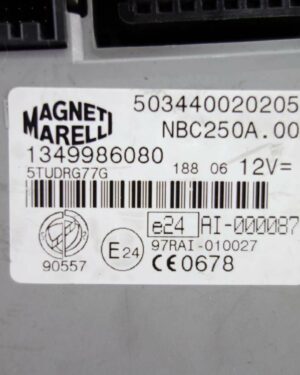 MAGNETI
MARELLI
503440020205
NBC250A.00
1349986080
5TUDRG77G
188 06 12V=
e24 AI-000087
E24
97RAI-010027
90557
CE0678